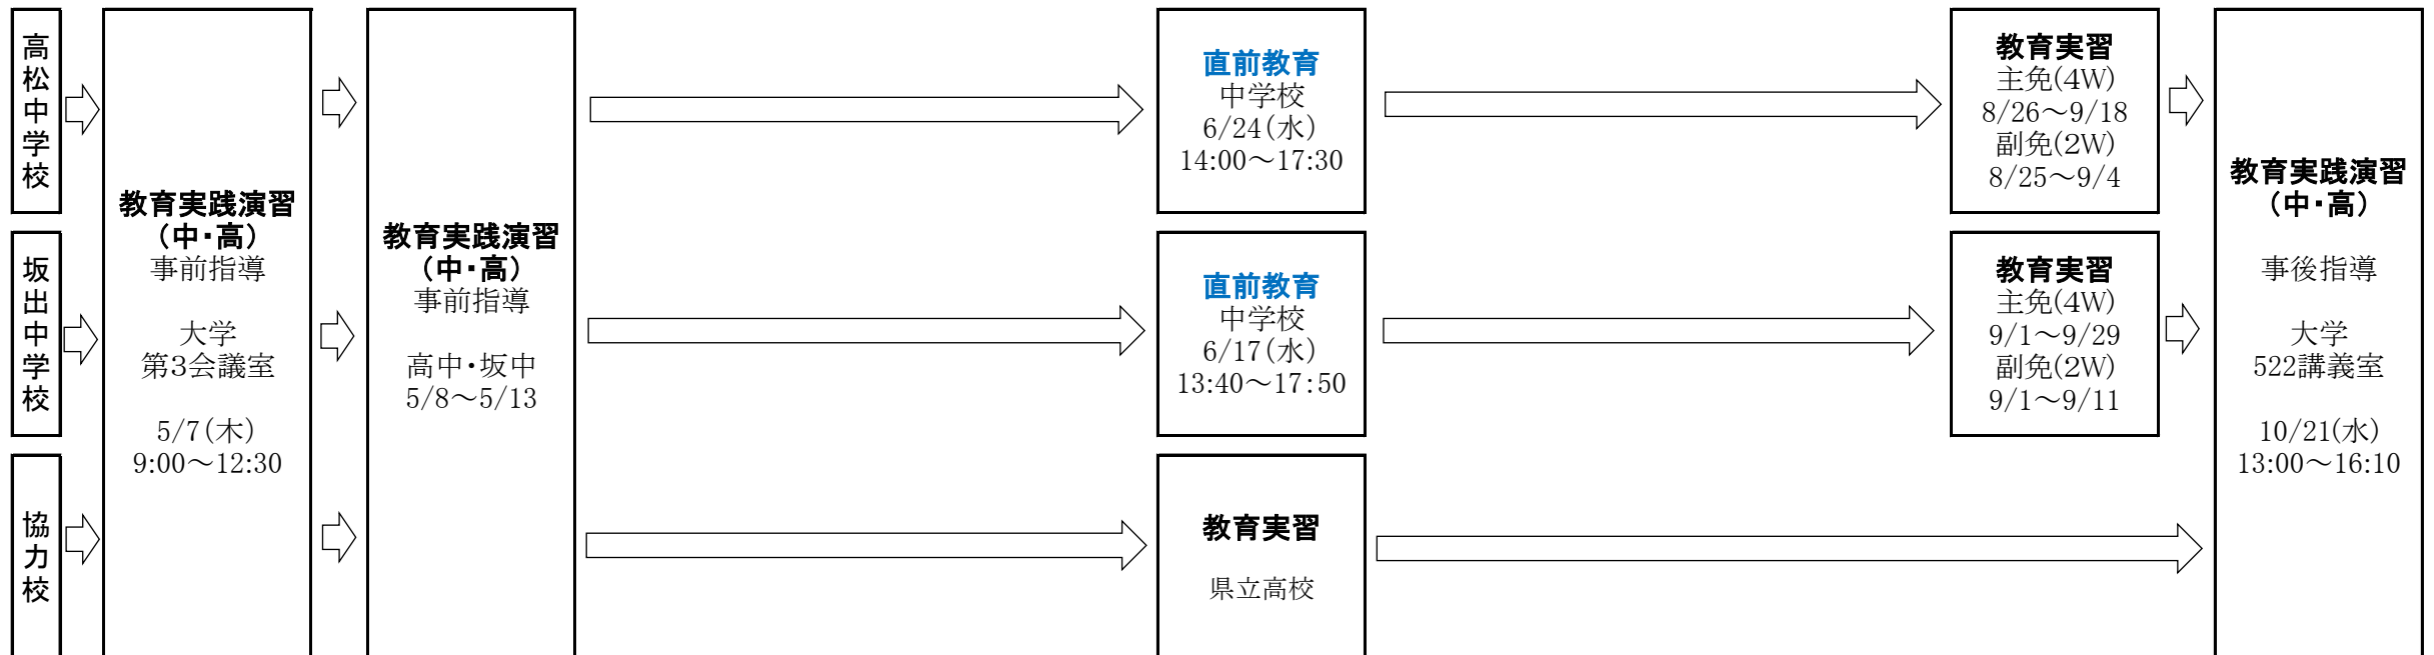 高松中学校
坂出中学校
協力校
教育実践演習
（中・高）
事前指導
大学
第3会議室
5/7(木)
9:00～12:30
教育実践演習
（中・高）
事前指導
高中・坂中
5/8～5/13
直前教育
中学校
6/24(水)
14:00～17:30
直前教育
中学校
6/17(水)
13:40～17:50
教育実習
県立高校
教育実習
主免(4W)
8/26～9/18
副免(2W)
8/25～9/4
教育実習
主免(4W)
9/1～9/29
副免(2W)
9/1～9/11
教育実践演習
（中・高）
事後指導
大学
522講義室
10/21(水)
13:00～16:10